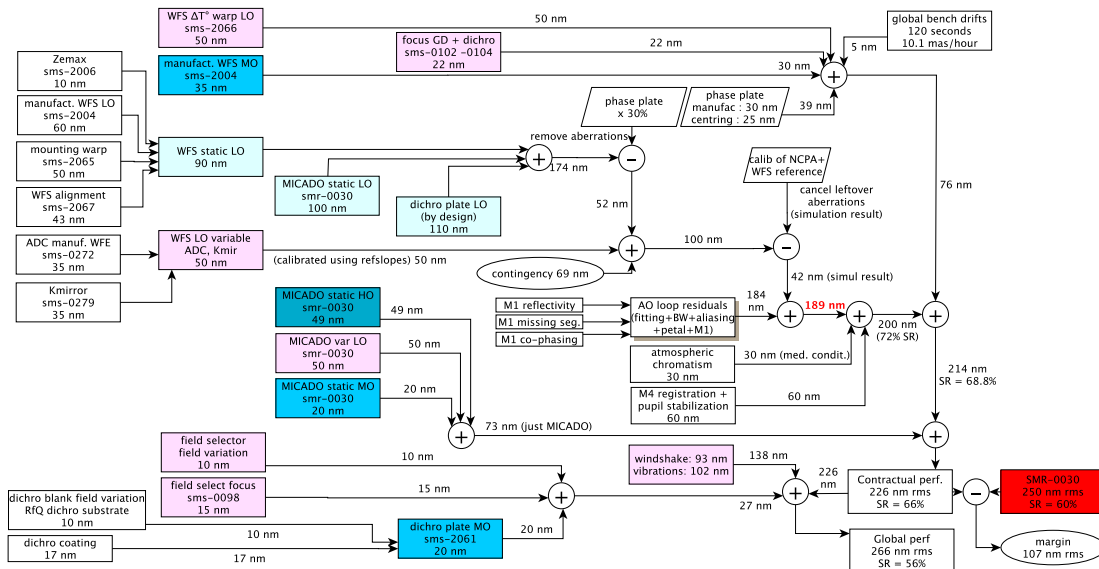 WFS ΔT° warp LO
sms-2066
50 nm
50 nm
global bench drifts
120 seconds
10.1 mas/hour
focus GD + dichro
sms-0102 -0104
22 nm
22 nm
5 nm
Zemax
sms-2006
10 nm
manufact. WFS MO
sms-2004
35 nm
30 nm
+
manufact. WFS LO
sms-2004
60 nm
phase plate
x 30%
phase plate
manufac : 30 nm
centring : 25 nm
39 nm
mounting warp
sms-2065
50 nm
WFS static LO
90 nm
remove aberrations
+
174 nm
−
calib of NCPA+
WFS reference
WFS alignment
sms-2067
43 nm
MICADO static LO
smr-0030
100 nm
dichro plate LO
(by design)
110 nm
52 nm
cancel leftover
aberrations
(simulation result)
76 nm
ADC manuf. WFE
sms-0272
35 nm
WFS LO variable
ADC, Kmir
50 nm
(calibrated using refslopes) 50 nm
+
100 nm
−
contingency 69 nm
42 nm (simul result)
Kmirror
sms-0279
35 nm
MICADO static HO
smr-0030
49 nm
49 nm
M1 reflectivity
M1 missing seg.
M1 co-phasing
AO loop residuals
(fitting+BW+aliasing
+petal+M1)
184
nm
+
189 nm
+
200 nm
(72% SR)
+
MICADO var LO
smr-0030
50 nm
50 nm
atmospheric
chromatism
30 nm
30 nm (med. condit.)
MICADO static MO
smr-0030
20 nm
20 nm
M4 registration +
pupil stabilization
60 nm
60 nm
214 nm
SR = 68.8%
+
73 nm (just MICADO)
+
field selector
field variation
10 nm
10 nm
windshake: 93 nm
vibrations: 102 nm
138 nm
field select focus
sms-0098
15 nm
15 nm
+
27 nm
+
226
nm
Contractual perf.
226 nm rms
SR = 66%
−
SMR-0030
250 nm rms
SR = 60%
dichro blank field variation
RfQ dichro substrate
10 nm
10 nm
dichro plate MO
sms-2061
20 nm
20 nm
dichro coating
17 nm
17 nm
Global perf
266 nm rms
SR = 56%
margin
107 nm rms